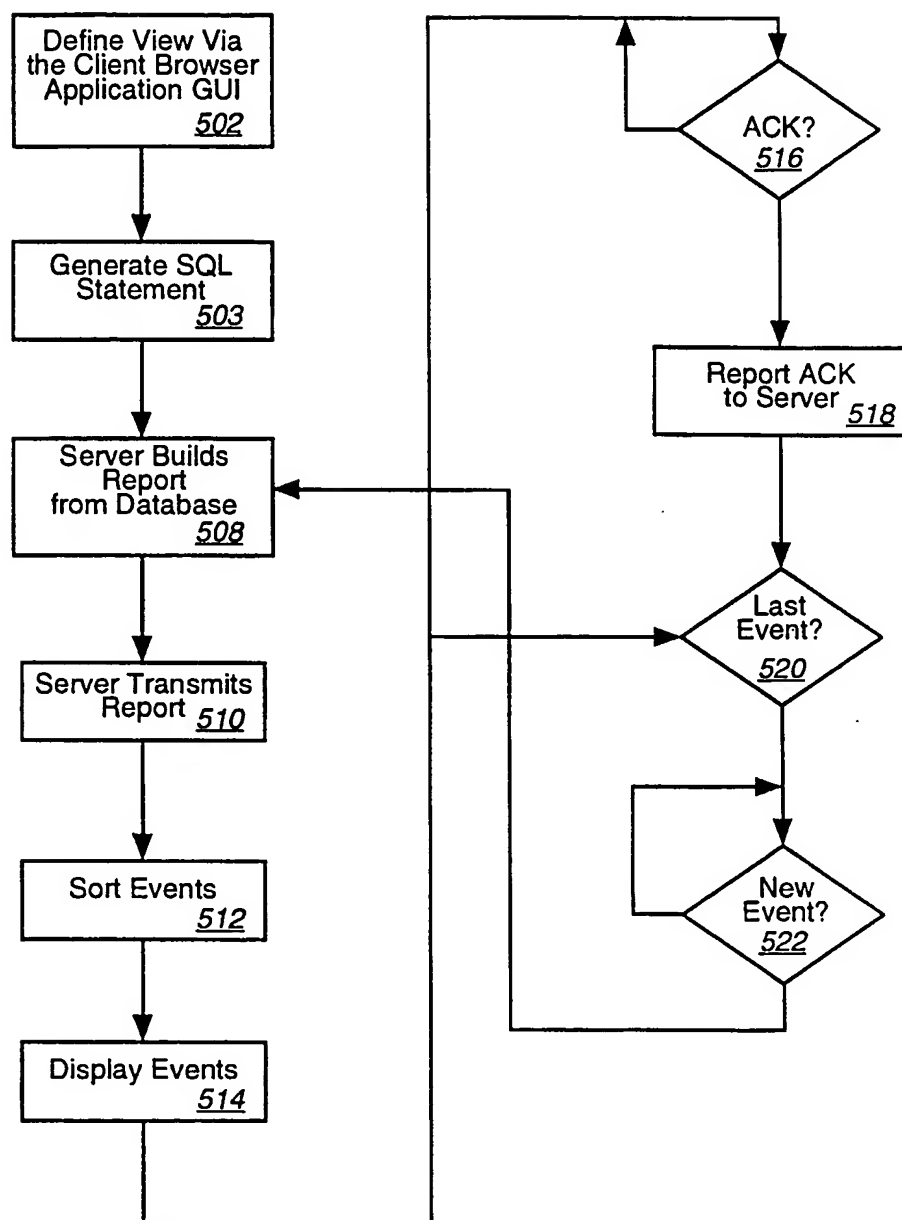 Define View Via
the Client Browser
Application GUI
502
Generate SQL
Statement
503
Server Builds
Report
from Database
508
Server Transmits
Report
510
Sort Events
512
Display Events
514
ACK?
516
Report ACK
to Server
518
Last
Event?
520
New
Event?
522